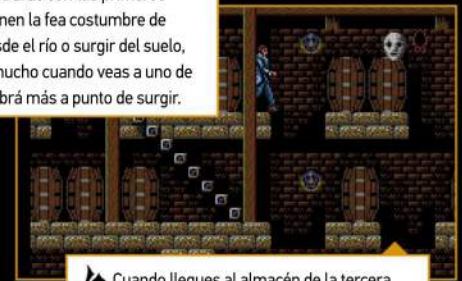 nen la fea costumbre de
sde el río o surgir del suelo,
mucho cuando veas a uno de
brá más a punto de surgir.
Cuando llegues al almacén de la tercera